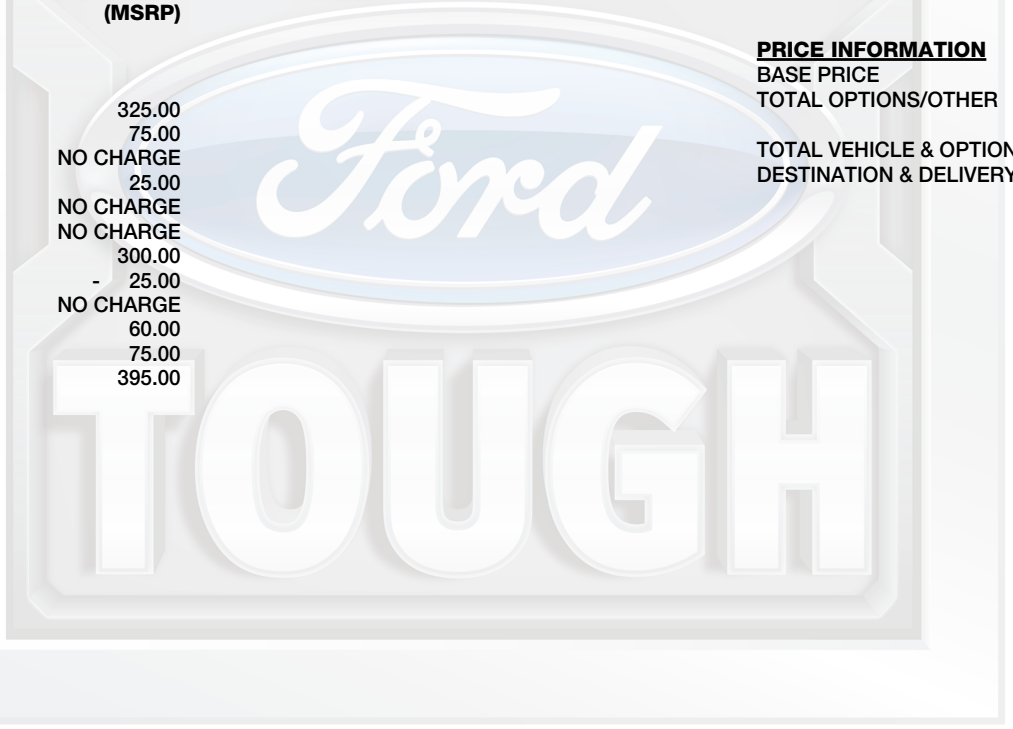 (MSRP)
325.00
75.00
NO CHARGE
25.00
NO CHARGE
NO CHARGE
300.00
- 25.00
NO CHARGE
60.00
75.00
395.00
PRICE INFORMATION
BASE PRICE
TOTAL OPTIONS/OTHER
TOTAL VEHICLE & OPTION
DESTINATION & DELIVERY
Ford
TOUGH